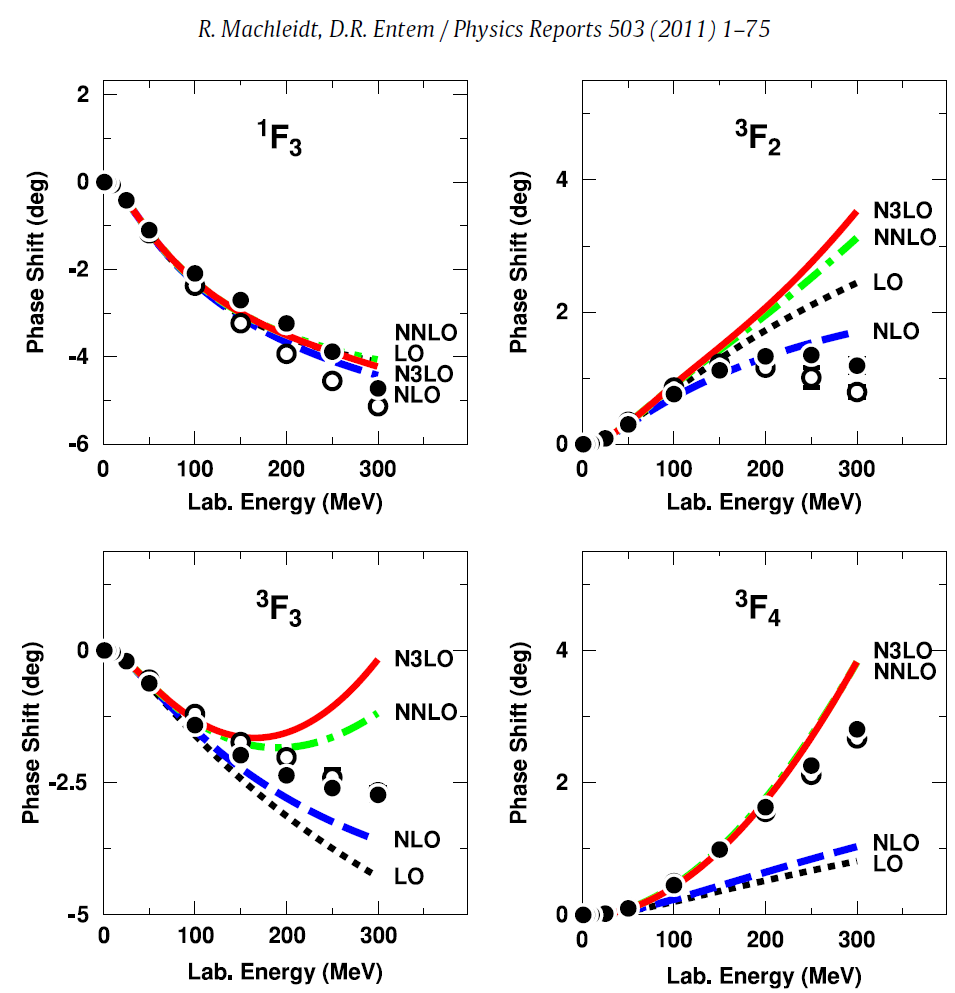 R. Machleidt, D.R. Entem / Physics Reports 503 (2011) 1–75
2
0
-2
-4
-6
Phase Shift (deg)
1F3
NNLO
LO
N3LO
NLO
0 100 200 300
Lab. Energy (MeV)
4
2
0
Phase Shift (deg)
3F2
N3LO
NNLO
LO
NLO
0 100 200 300
Lab. Energy (MeV)
0
-2.5
-5
Phase Shift (deg)
3F3
N3LO
NNLO
NLO
LO
0 100 200 300
Lab. Energy (MeV)
4
2
0
Phase Shift (deg)
3F4
N3LO
NNLO
NLO
LO
0 100 200 300
Lab. Energy (MeV)